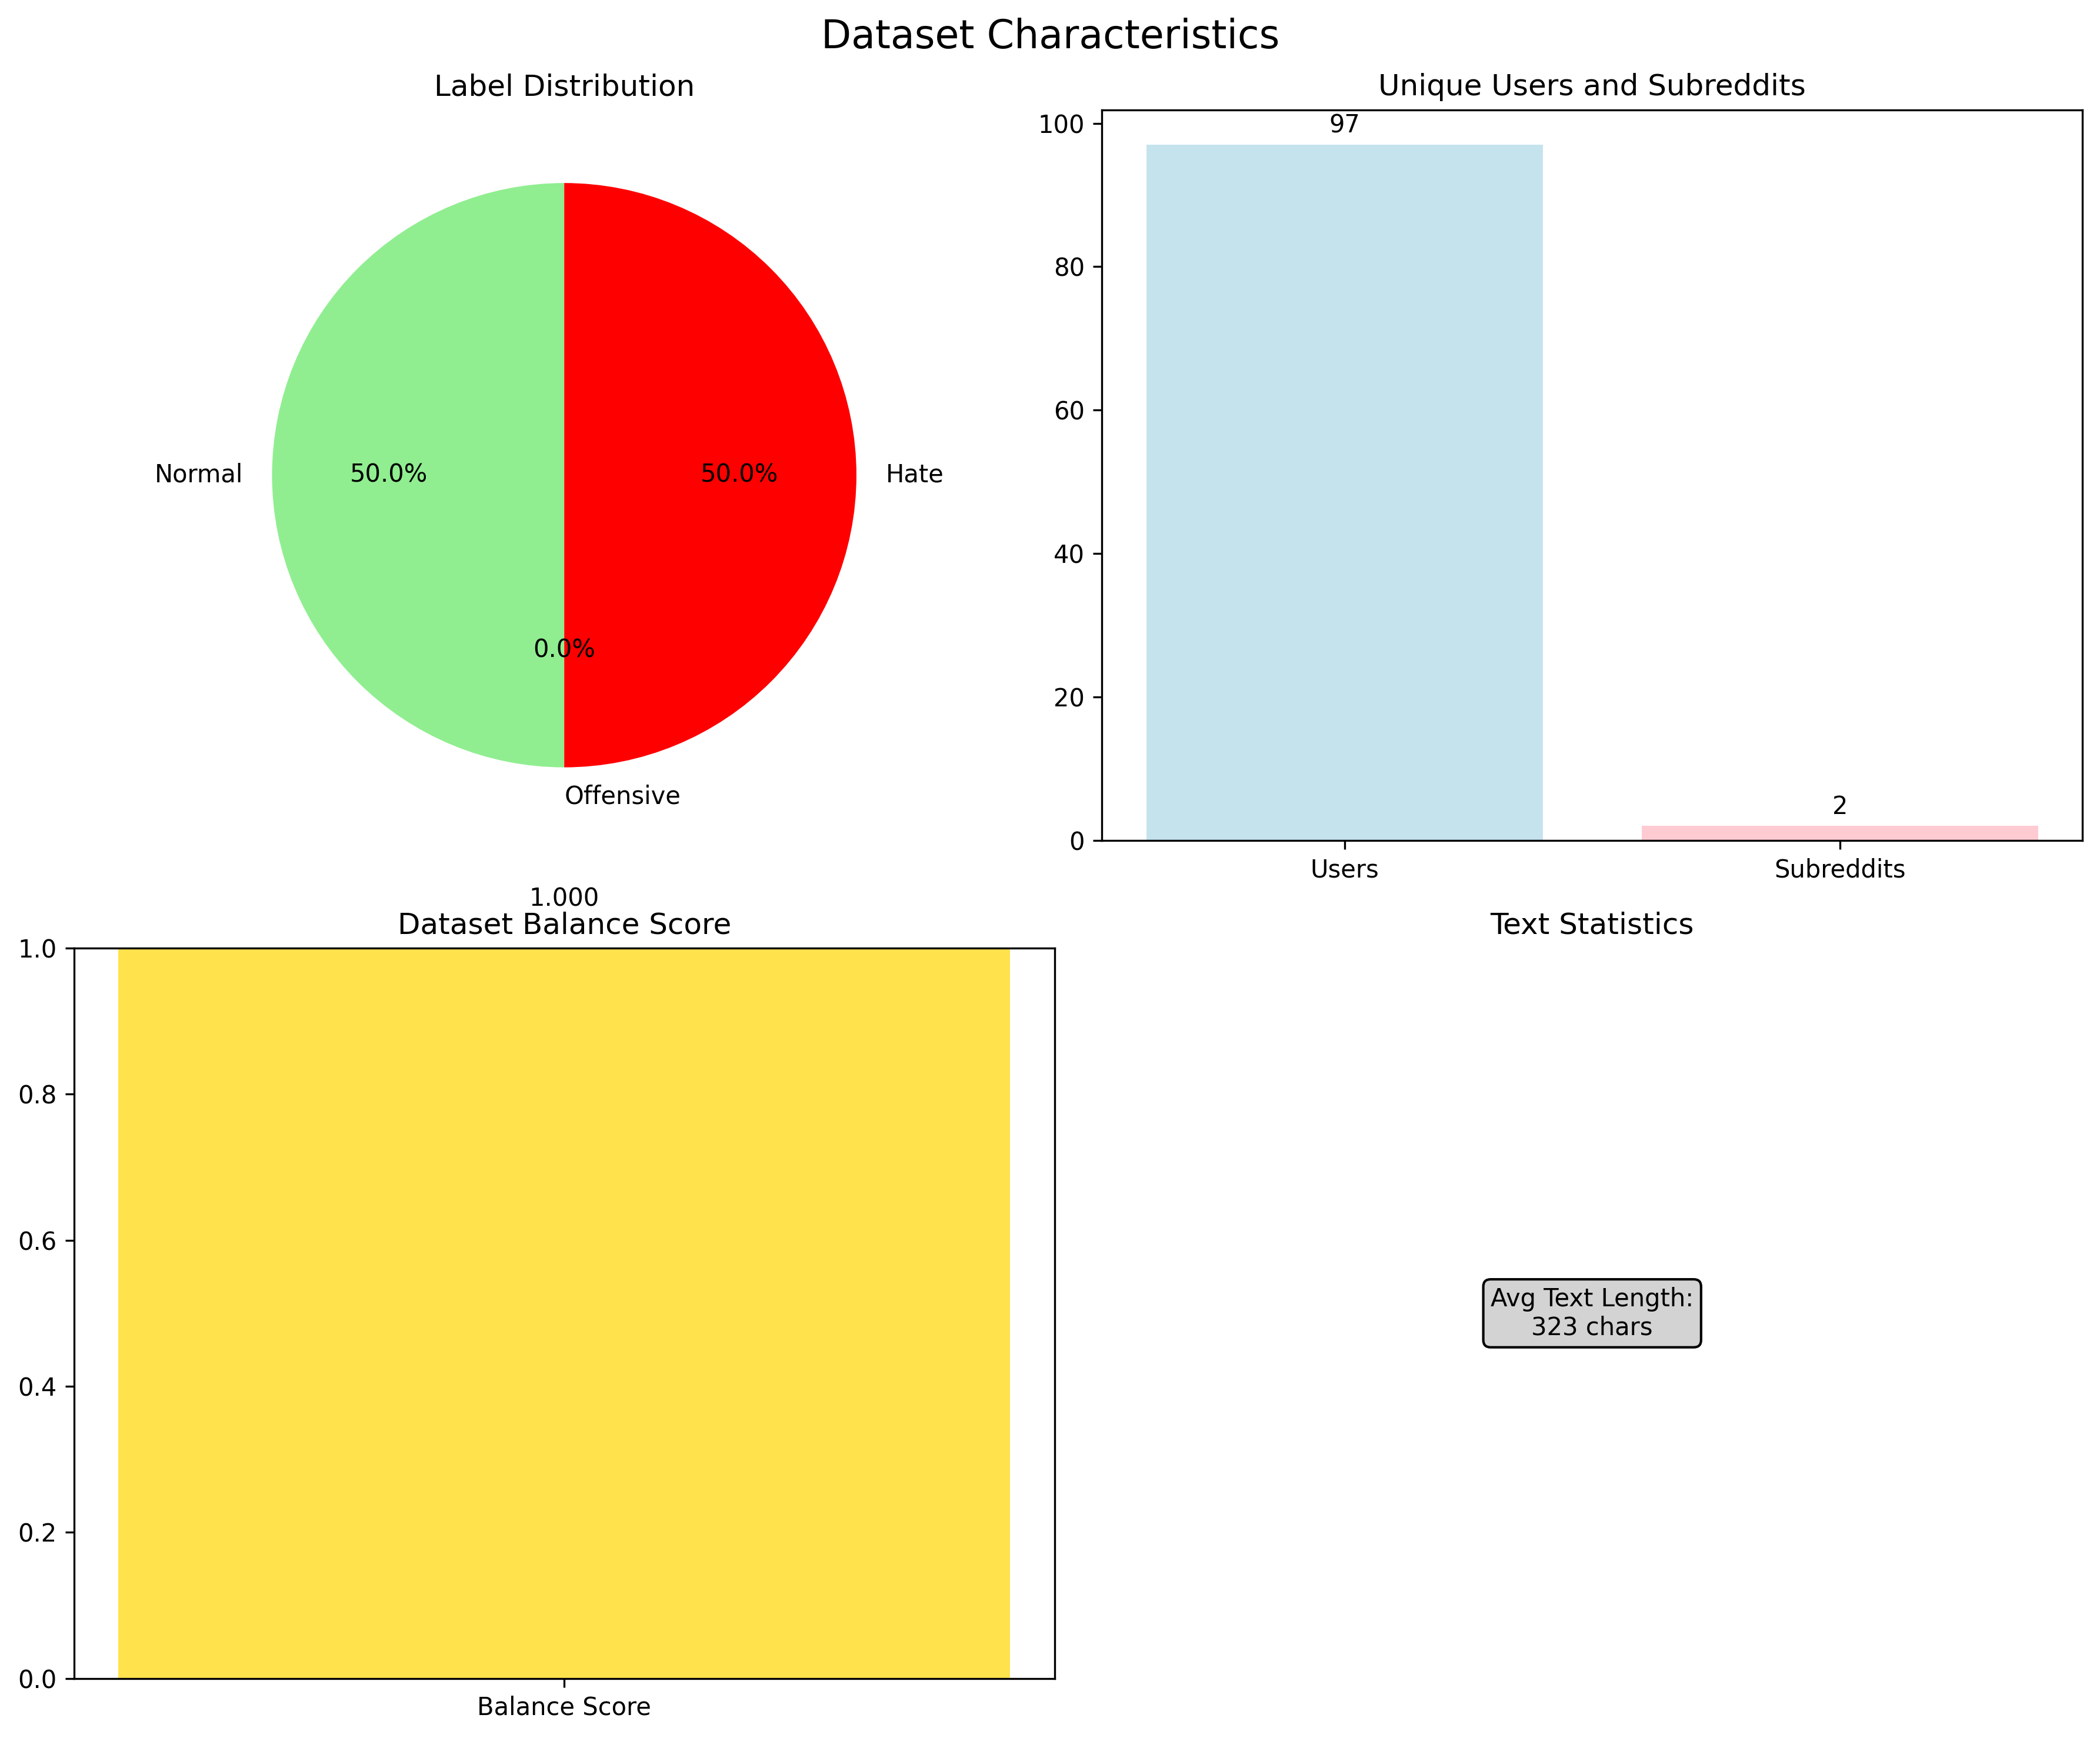 Dataset Characteristics
Label Distribution
Normal
50.0%
50.0%
Hate
0.0%
Offensive
Unique Users and Subreddits
100
80
60
40
20
0
97
2
Users
Subreddits
1.000
Dataset Balance Score
1.0
0.8
0.6
0.4
0.2
0.0
Balance Score
Text Statistics
Avg Text Length:
323 chars